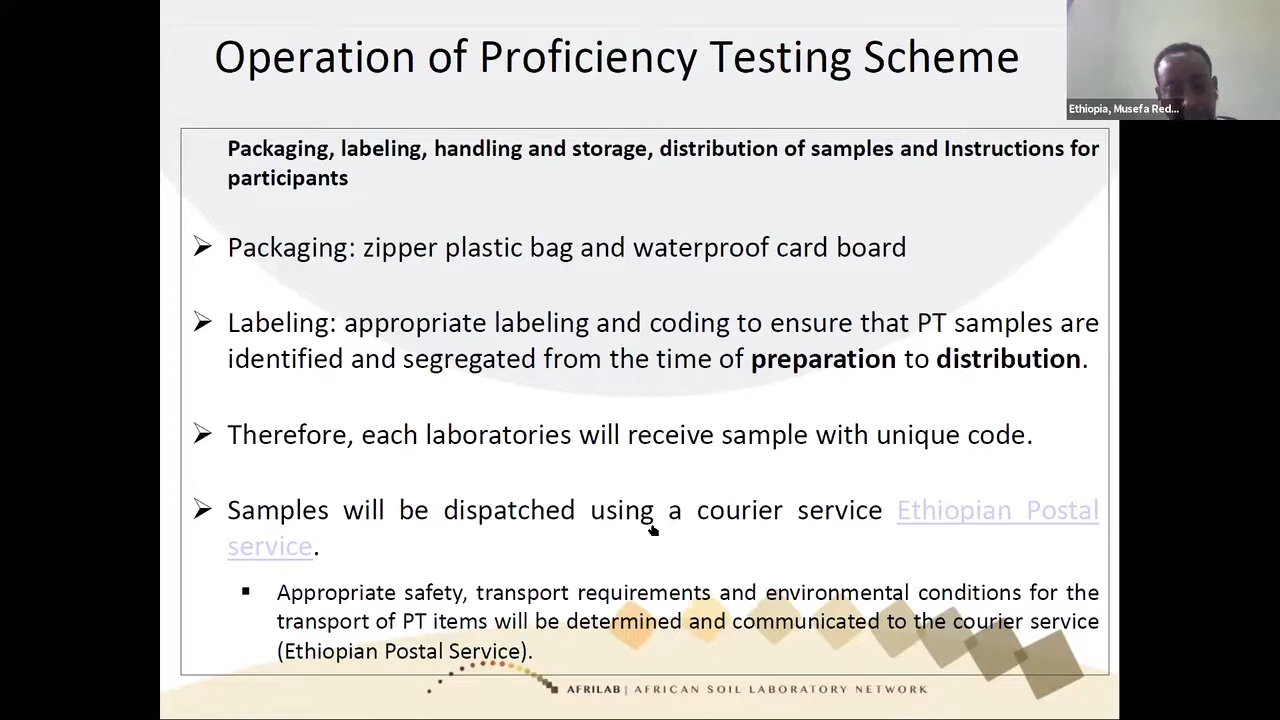 Operation of Proficiency Testing Scheme
Ethiopia, Musefa Red...
Packaging, labeling, handling and storage, distribution of samples and Instructions for
participants
Packaging: zipper plastic bag and waterproof card board
Labeling: appropriate labeling and coding to ensure that PT samples are
identified and segregated from the time of preparation to distribution.
Therefore, each laboratories will receive sample with unique code.
Samples will be dispatched using a courier service Ethiopian Postal
service.
Appropriate safety, transport requirements and environmental conditions for the
transport of PT items will be determined and communicated to the courier service
(Ethiopian Postal Service).
AFRILAB | AFRICAN SOIL LABORATORY NETWORK